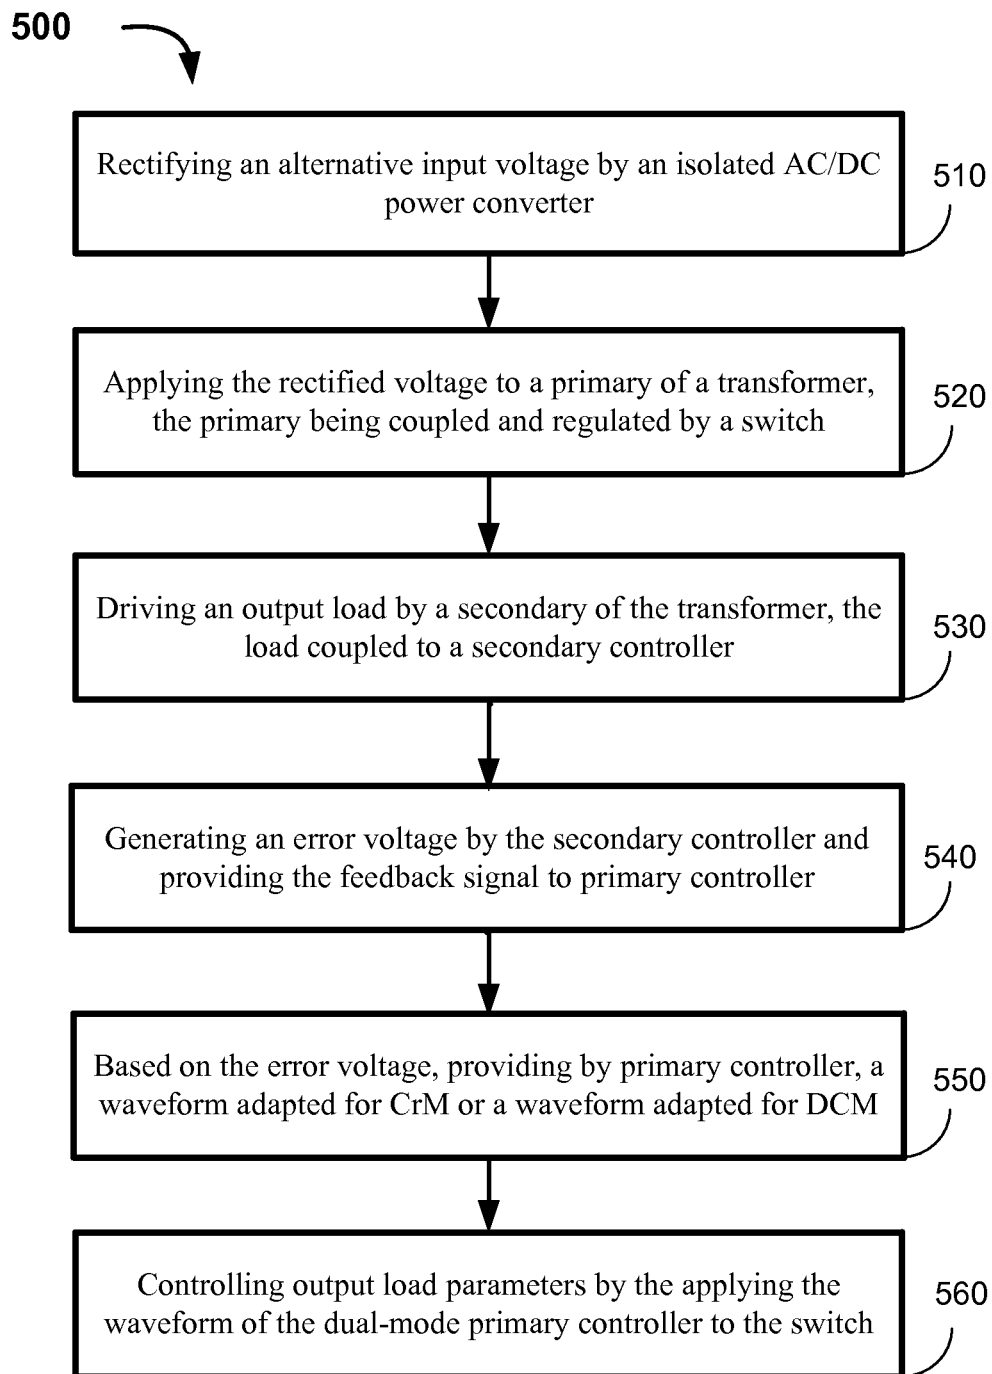 500
Rectifying an alternative input voltage by an isolated AC/DC
power converter
510
Applying the rectified voltage to a primary of a transformer,
the primary being coupled and regulated by a switch
520
Driving an output load by a secondary of the transformer, the
load coupled to a secondary controller
530
Generating an error voltage by the secondary controller and
providing the feedback signal to primary controller
540
Based on the error voltage, providing by primary controller, a
waveform adapted for CrM or a waveform adapted for DCM
550
Controlling output load parameters by the applying the
waveform of the dual-mode primary controller to the switch
560